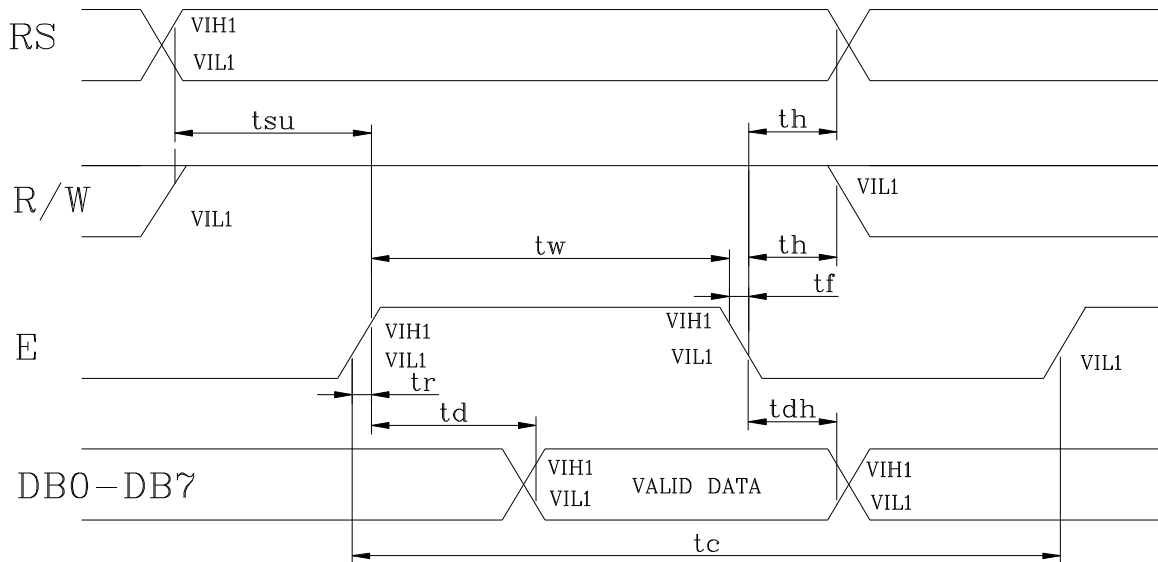 RS
VIH1
VIL1
tsu
th
R/W
VIL1
VIL1
tw
th
tf
E
VIH1
VIL1
VIH1
VIL1
VIL1
tr
td
tdh
DB0-DB7
VIH1
VIL1
VALID DATA
VIH1
VIL1
tc